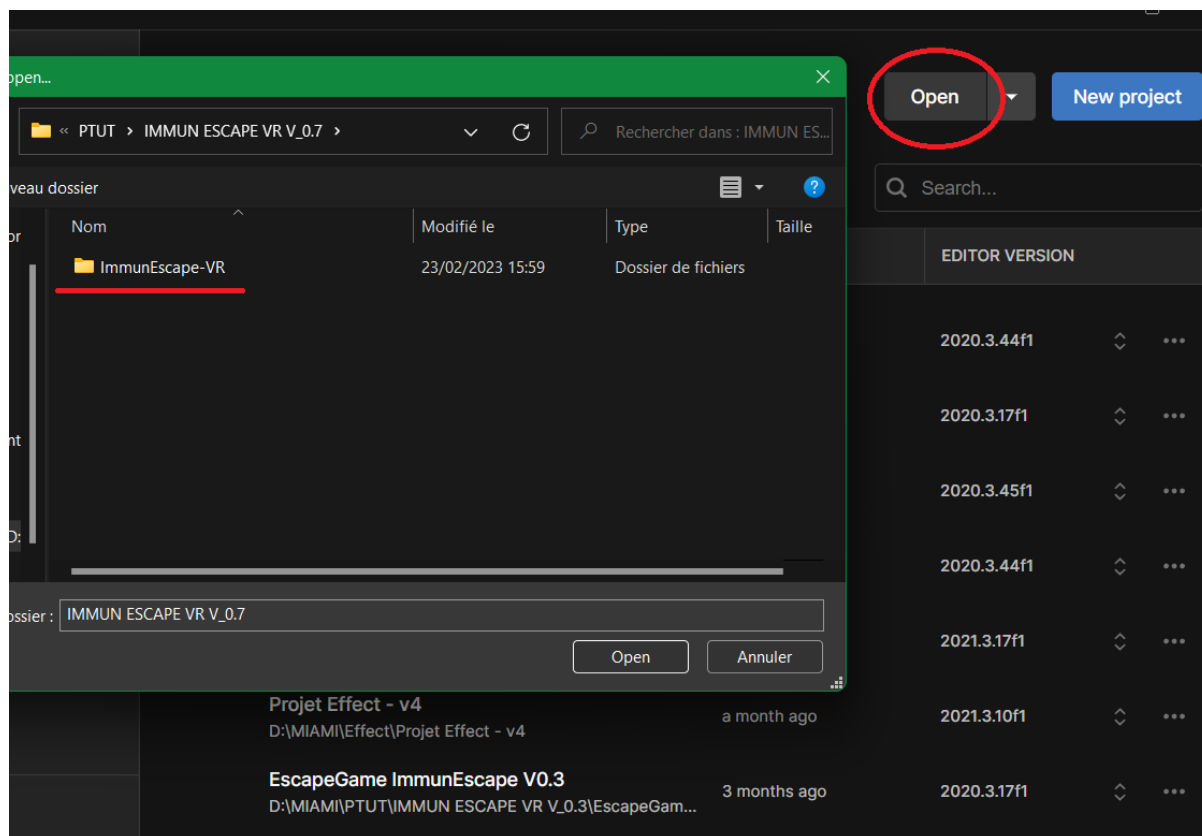 open...
Open
New project
« PTUT > IMMUN ESCAPE VR V_0.7 >
Rechercher dans : IMMUN ES...
Search...
veau dossier
Nom
Modifié le
Type
Taille
or
ImmunEscape-VR
23/02/2023 15:59
Dossier de fichiers
EDITOR VERSION
2020.3.44f1
2020.3.17f1
nt
2020.3.45f1
D:
2020.3.44f1
ossier : IMMUN ESCAPE VR V_0.7
2021.3.17f1
Open
Annuler
Projet Effect - v4
D:\MIAMI\Effect\Projet Effect - v4
a month ago
2021.3.10f1
EscapeGame ImmunEscape V0.3
D:\MIAMI\PTUT\IMMUN ESCAPE VR V_0.3\EscapeGam...
3 months ago
2020.3.17f1